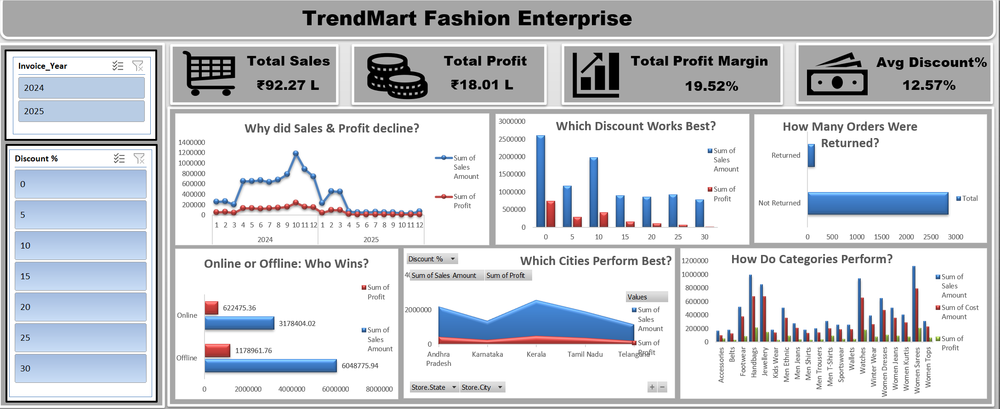 TrendMart Fashion Enterprise
Invoice_Year
2024
2025
Discount %
0
5
10
15
20
25
30
Total Sales
₹92.27 L
Total Profit
₹18.01 L
Total Profit Margin
19.52%
Avg Discount%
12.57%
Why did Sales & Profit decline?
1400000
1200000
1000000
800000
600000
400000
200000
0
1 2 3 4 5 6 7 8 9 10 11 12 1 2 3 4 5 6 7 8 9 10 11 12
2024 2025
Sum of
Sales
Amount
Sum of
Profit
Which Discount Works Best?
3000000
2500000
2000000
1500000
1000000
500000
0
0 5 10 15 20 25 30
Sum of
Sales
Amount
Sum of
Profit
How Many Orders Were
Returned?
Returned
Not Returned
0 500 1000 1500 2000 2500 3000
Total
Online or Offline: Who Wins?
Online
622475.36
3178404.02
Offline
1178961.76
6048775.94
0 2000000 4000000 6000000 8000000
Sum of
Profit
Sum of
Sales
Amount
Discount %
Which Cities Perform Best?
Sum of Sales Amount Sum of Profit
2000000
0
Andhra
Pradesh
Karnataka
Kerala
Tamil Nadu
Telangana
Values
Sum of
Sales
Amount
Sum of
Profit
Store.State Store.City
+ −
How Do Categories Perform?
1200000
1000000
800000
600000
400000
200000
0
Accessories
Belts
Footwear
Handbags
Jewellery
Kids Wear
Men Ethnic
Men Jeans
Men Shirts
Men Trousers
Men T-Shirts
Sportswear
Wallets
Watches
Winter Wear
Women Dresses
Women Jeans
Women Kurtis
Women Sarees
Women Tops
Sum of
Sales
Amount
Sum of Cost
Amount
Sum of
Profit